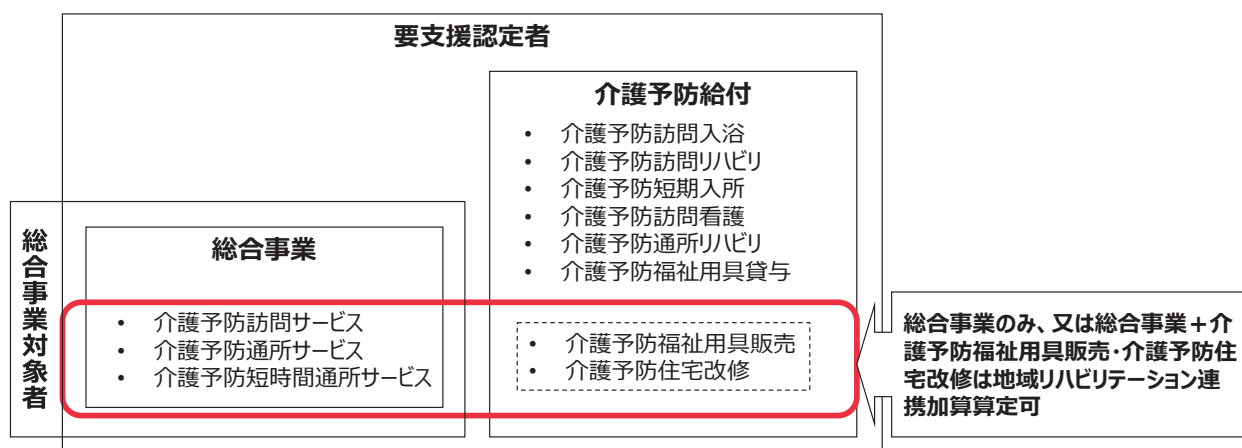 要支援認定者
介護予防給付
• 介護予防訪問入浴
• 介護予防訪問リハビリ
• 介護予防短期入所
• 介護予防訪問看護
• 介護予防通所リハビリ
• 介護予防福祉用具貸与
総合事業対象者
総合事業
• 介護予防訪問サービス
• 介護予防通所サービス
• 介護予防短時間通所サービス
• 介護予防福祉用具販売
• 介護予防住宅改修
総合事業のみ、又は総合事業＋介
護予防福祉用具販売・介護予防住
宅改修は地域リハビリテーション連
携加算算定可